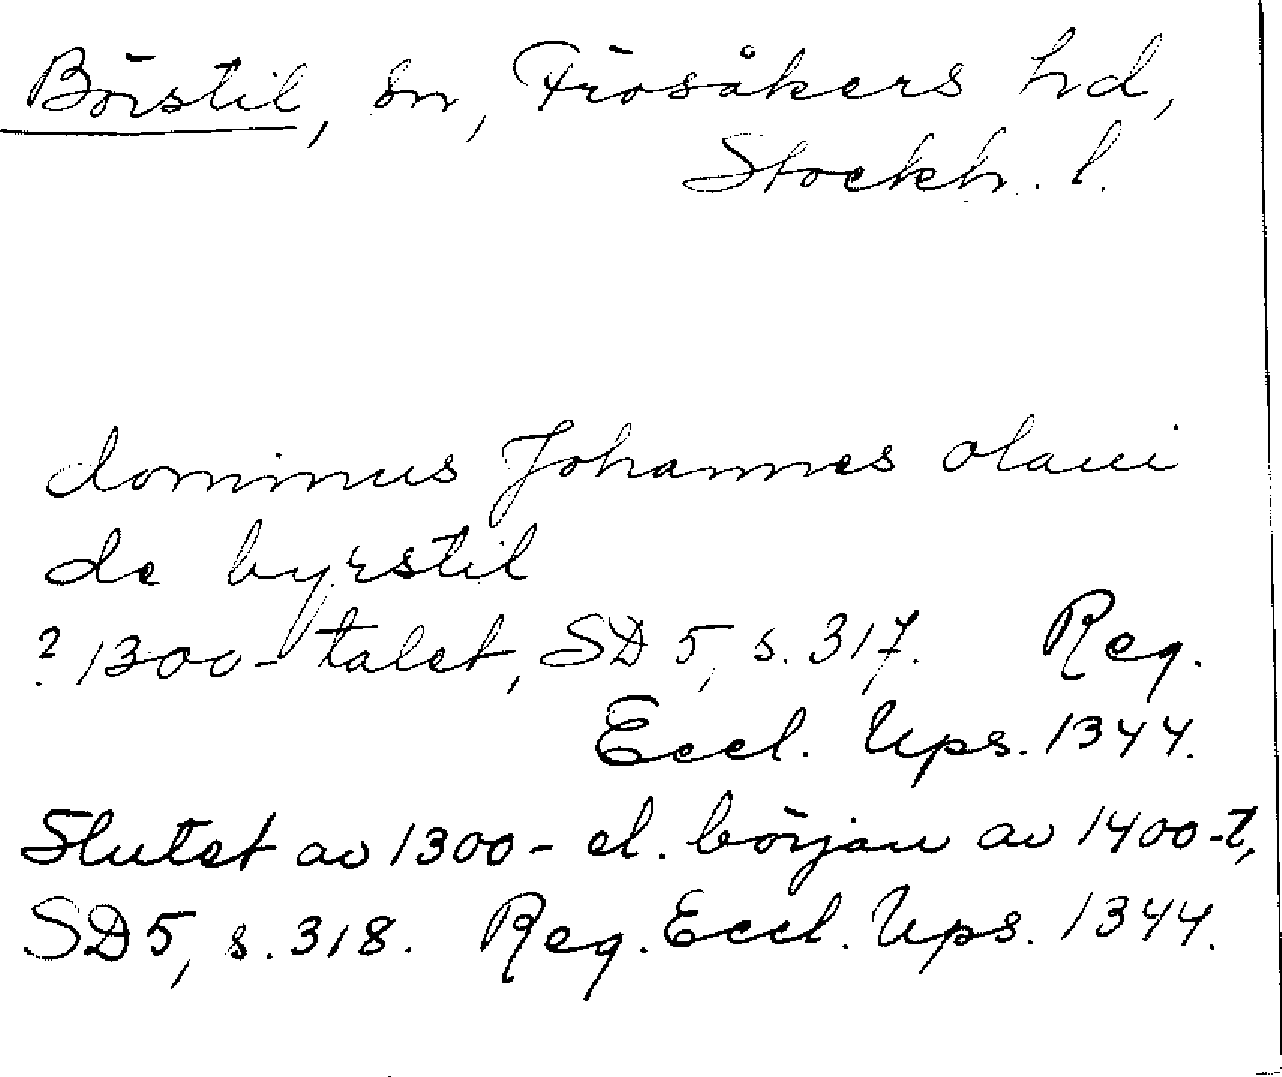 Börstil, sn, Frösåkers hd,
Stockh. l.
dominus Johannes olaui
de byrstil
? 1300-talet, SD 5, s. 317. Reg.
Eccl. Ups. 1344.
Slutet av 1300- el. början av 1400-t,
SD 5, s. 318. Reg. Eccl. Ups. 1344.